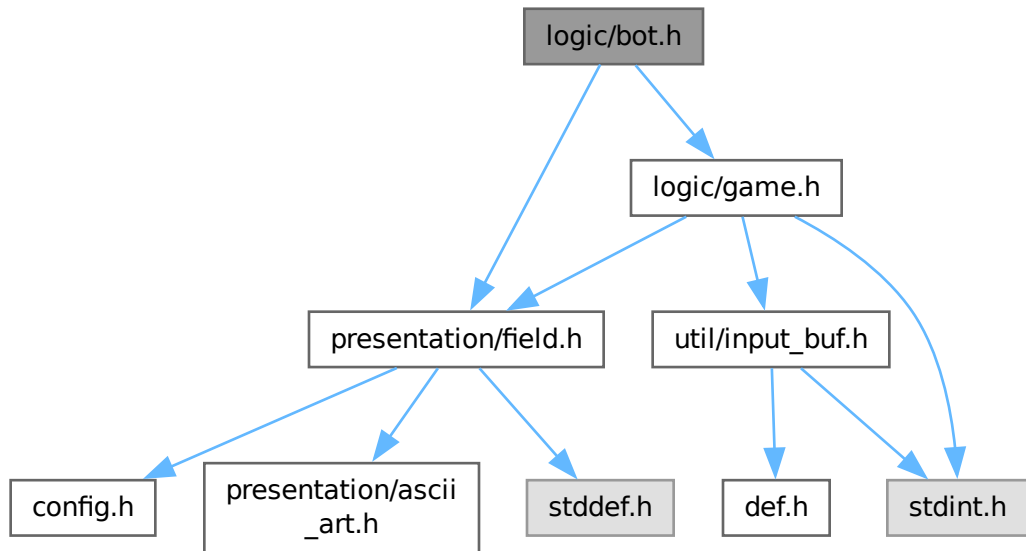 logic/bot.h
logic/game.h
presentation/field.h
util/input_buf.h
config.h
presentation/ascii
_art.h
stddef.h
def.h
stdint.h